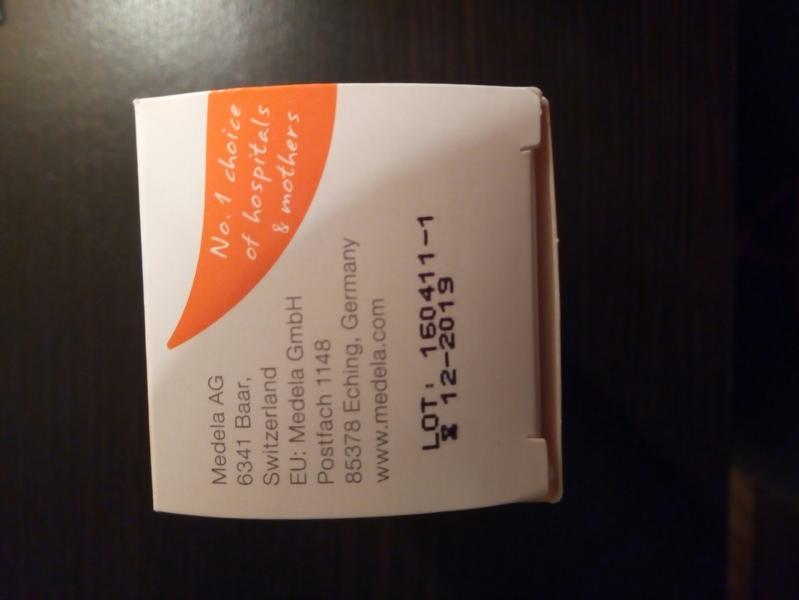 No. 1 choice
of hospitals
& mothers
Medela AG
6341 Baar,
Switzerland
EU: Medela GmbH
Postfach 1148
85378 Eching, Germany
www.medela.com
LOT: 160411-1
⧗ 12-2019